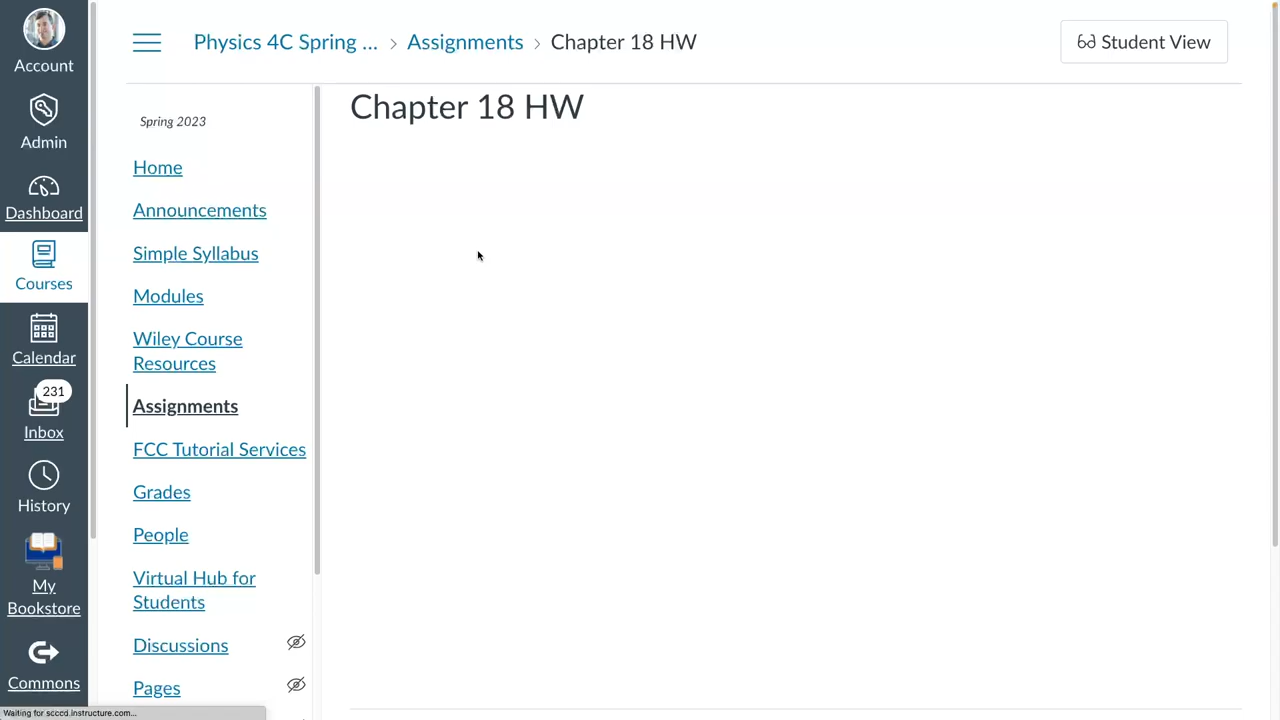 Account
Admin
Dashboard
Courses
Calendar
231
Inbox
History
My
Bookstore
Commons
Physics 4C Spring ... › Assignments › Chapter 18 HW
Student View
Spring 2023
Home
Announcements
Simple Syllabus
Modules
Wiley Course
Resources
Assignments
FCC Tutorial Services
Grades
People
Virtual Hub for
Students
Discussions
Pages
Chapter 18 HW
Waiting for scccd.instructure.com...